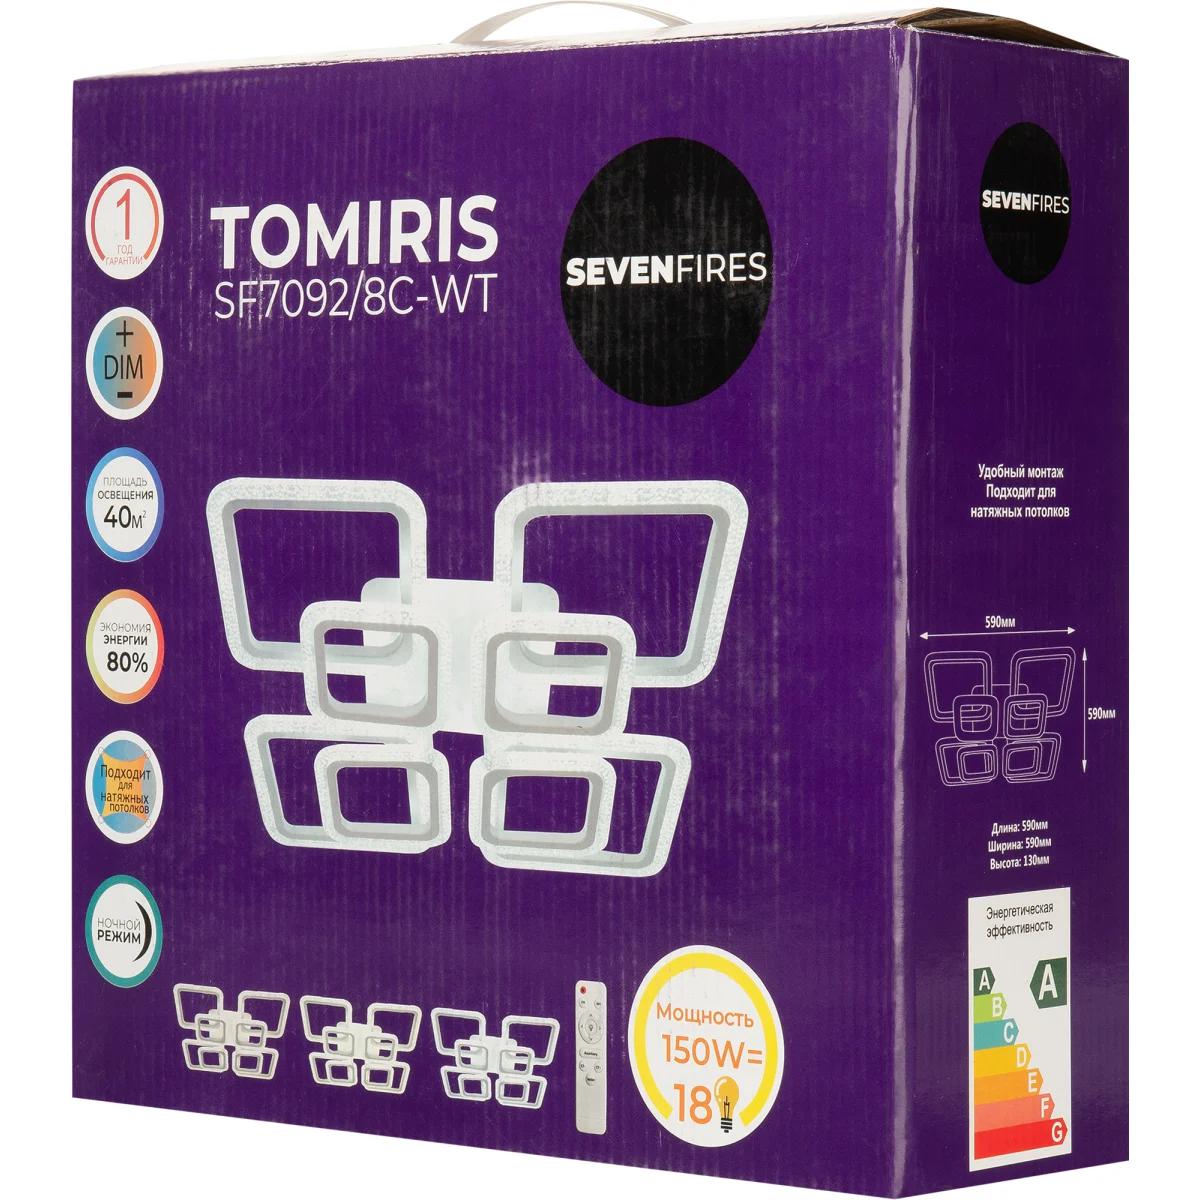 TOMIRIS
SF7092/8C-WT
SEVENFIRES
1
ГОД
ГАРАНТИИ
+
DIM
-
ПЛОЩАДЬ
ОСВЕЩЕНИЯ
40М²
ЭКОНОМИЯ
ЭНЕРГИИ
80%
Подходит
для
натяжных
потолков
НОЧНОЙ
РЕЖИМ
Мощность
150W=
18
SEVENFIRES
Удобный монтаж
Подходит для
натяжных потолков
590мм
590мм
Длина: 590мм
Ширина: 590мм
Высота: 130мм
Энергетическая
эффективность
A
A
B
C
D
E
F
G